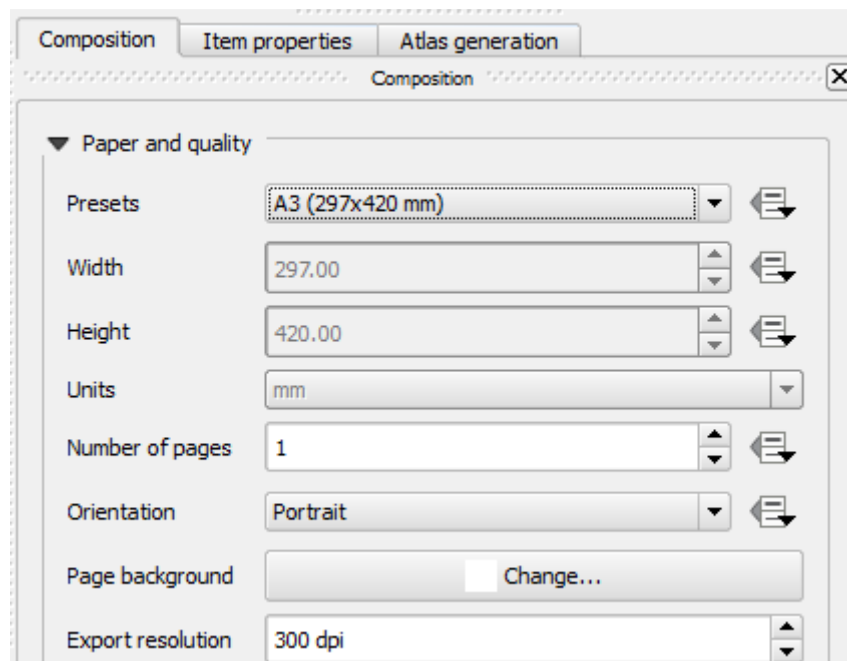 Composition Item properties Atlas generation
Composition
Paper and quality
Presets A3 (297x420 mm)
Width 297.00
Height 420.00
Units mm
Number of pages 1
Orientation Portrait
Page background Change...
Export resolution 300 dpi